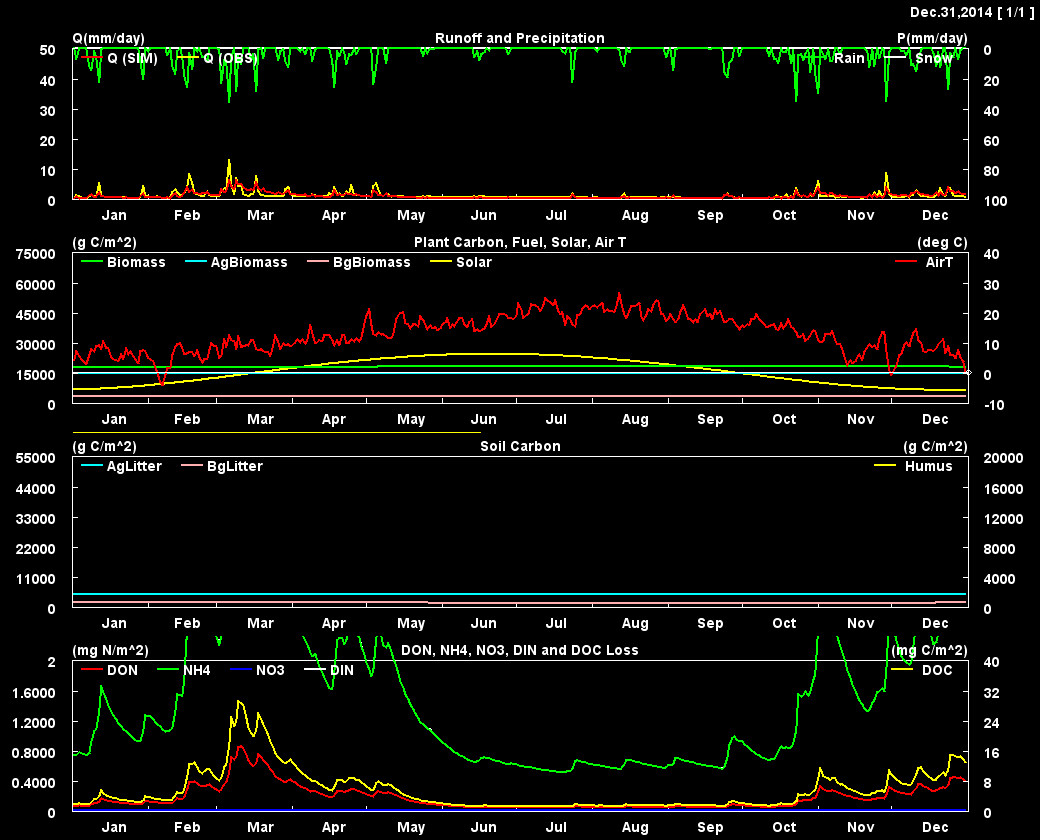 Dec.31,2014 [ 1/1 ]
Q(mm/day) Runoff and Precipitation P(mm/day)
50 0
Q (SIM) Q (OBS) Rain Snow
40 20
30 40
20 60
10 80
0 100
Jan Feb Mar Apr May Jun Jul Aug Sep Oct Nov Dec
(g C/m^2) Plant Carbon, Fuel, Solar, Air T (deg C)
75000 40
Biomass AgBiomass BgBiomass Solar AirT
60000 30
45000 20
30000 10
15000 0
0 -10
Jan Feb Mar Apr May Jun Jul Aug Sep Oct Nov Dec
(g C/m^2) Soil Carbon (g C/m^2)
55000 20000
AgLitter BgLitter Humus
44000 16000
33000 12000
22000 8000
11000 4000
0 0
Jan Feb Mar Apr May Jun Jul Aug Sep Oct Nov Dec
(mg N/m^2) DON, NH4, NO3, DIN and DOC Loss (mg C/m^2)
2 40
DON NH4 NO3 DIN DOC
1.6000 32
1.2000 24
0.8000 16
0.4000 8
0 0
Jan Feb Mar Apr May Jun Jul Aug Sep Oct Nov Dec